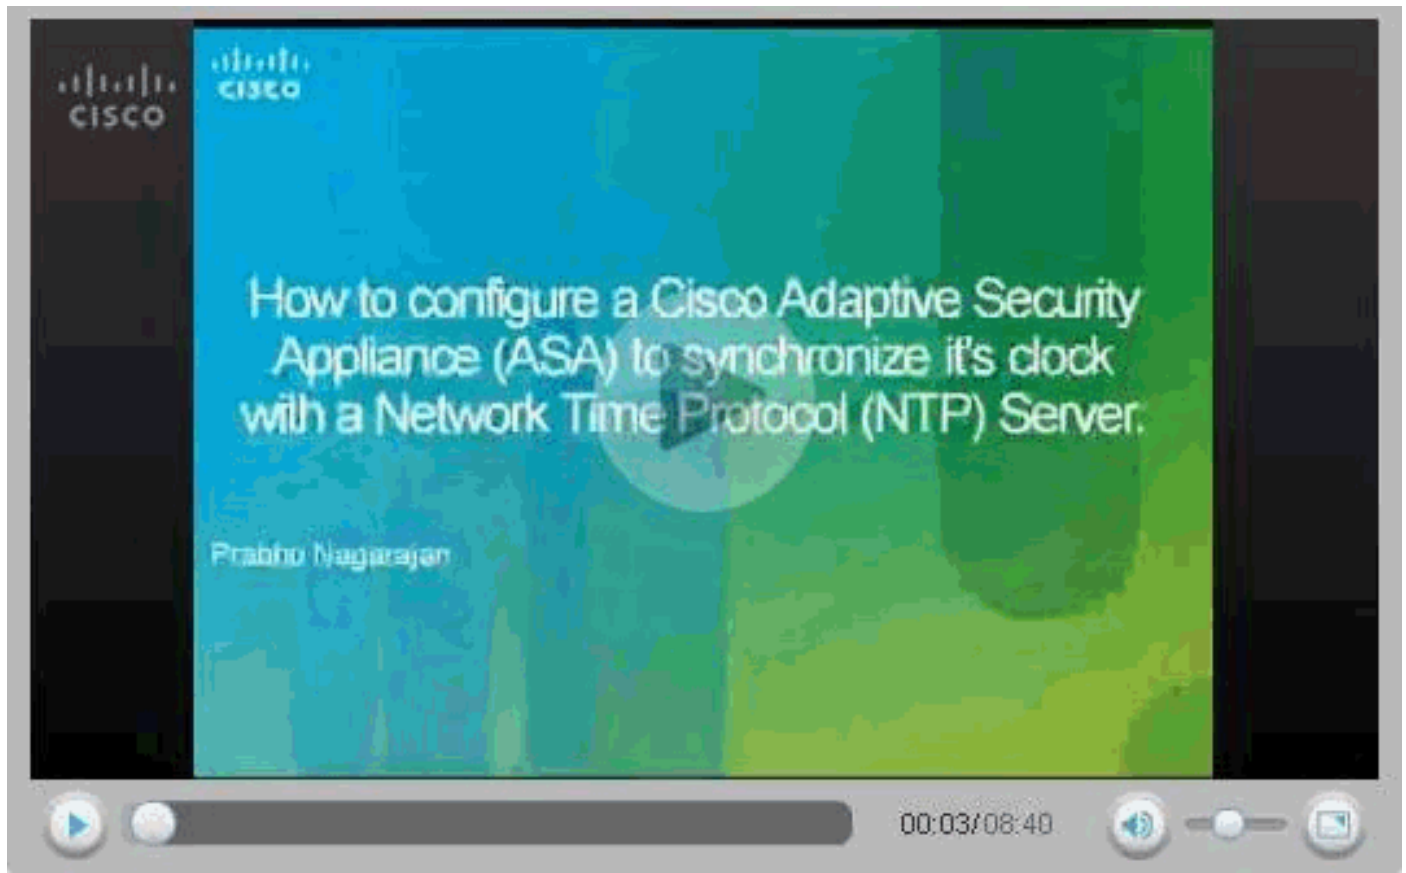 CISCO
CISCO
How to configure a Cisco Adaptive Security
Appliance (ASA) to synchronize it's clock
with a Network Time Protocol (NTP) Server.
Prabhu Nagarajan
00:03/08:40